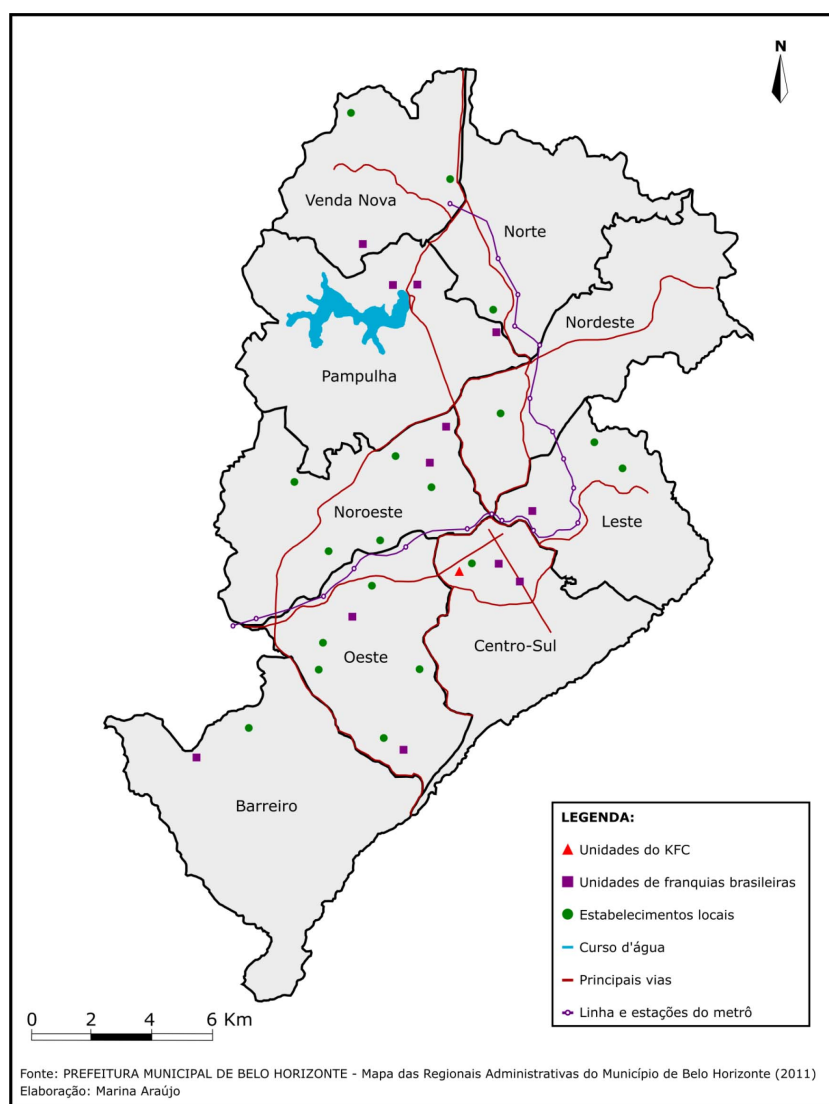 N
Venda Nova
Norte
Nordeste
Pampulha
Noroeste
Leste
Centro-Sul
Oeste
Barreiro
LEGENDA:
Unidades do KFC
Unidades de franquias brasileiras
Estabelecimentos locais
Curso d'água
Principais vias
Linha e estações do metrô
0 2 4 6 Km
Fonte: PREFEITURA MUNICIPAL DE BELO HORIZONTE - Mapa das Regionais Administrativas do Município de Belo Horizonte (2011)
Elaboração: Marina Araújo